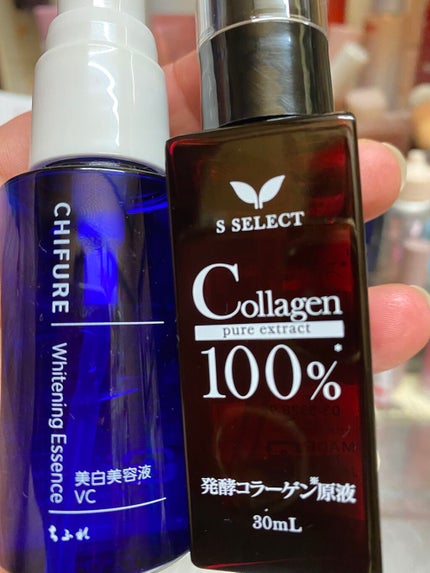 CHIFURE
Whitening Essence
美白美容液
VC
ちふれ
S SELECT
Collagen
pure extract
100%*
発酵コラーゲン※原液
30mL